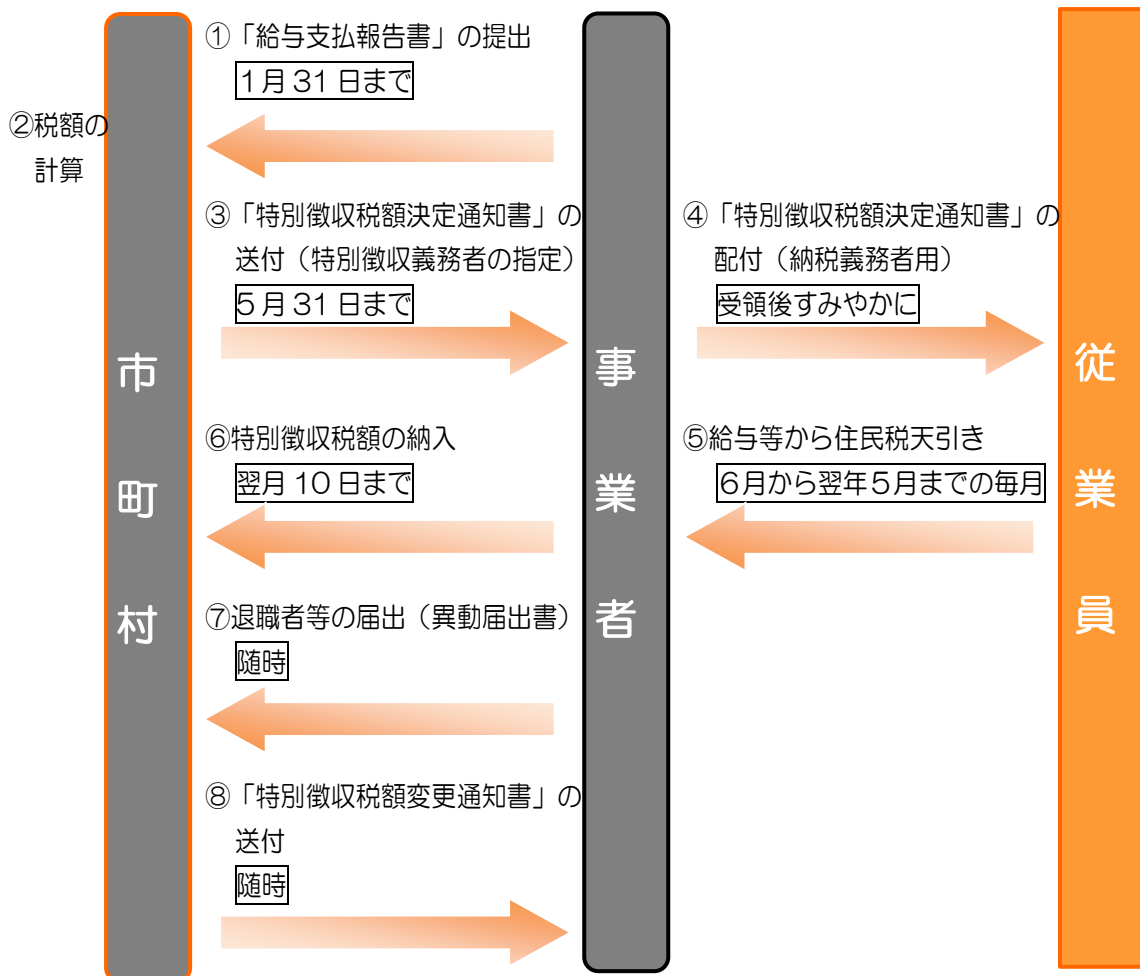 ①「給与支払報告書」の提出
1月31日まで
②税額の
計算
③「特別徴収税額決定通知書」の
送付（特別徴収義務者の指定）
5月31日まで
④「特別徴収税額決定通知書」の
配付（納税義務者用）
受領後すみやかに
⑤給与等から住民税天引き
6月から翌年5月までの毎月
⑥特別徴収税額の納入
翌月10日まで
⑦退職者等の届出（異動届出書）
随時
⑧「特別徴収税額変更通知書」の
送付
随時
市町村
事業者
従業員